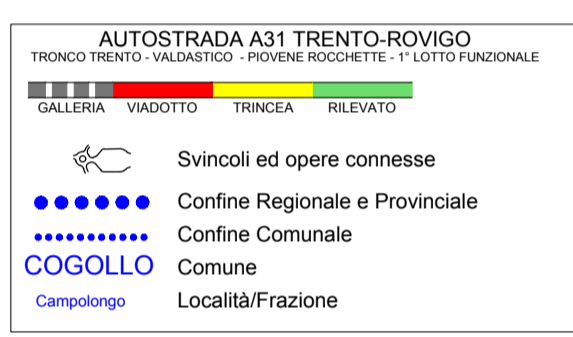 AUTOSTRADA A31 TRENTO-ROVIGO
TRONCO TRENTO - VALDASTICO - PIOVENE ROCCHETTE - 1° LOTTO FUNZIONALE
GALLERIA VIADOTTO TRINCEA RILEVATO
Svincoli ed opere connesse
Confine Regionale e Provinciale
Confine Comunale
COGOLLO Comune
Campolongo Località/Frazione